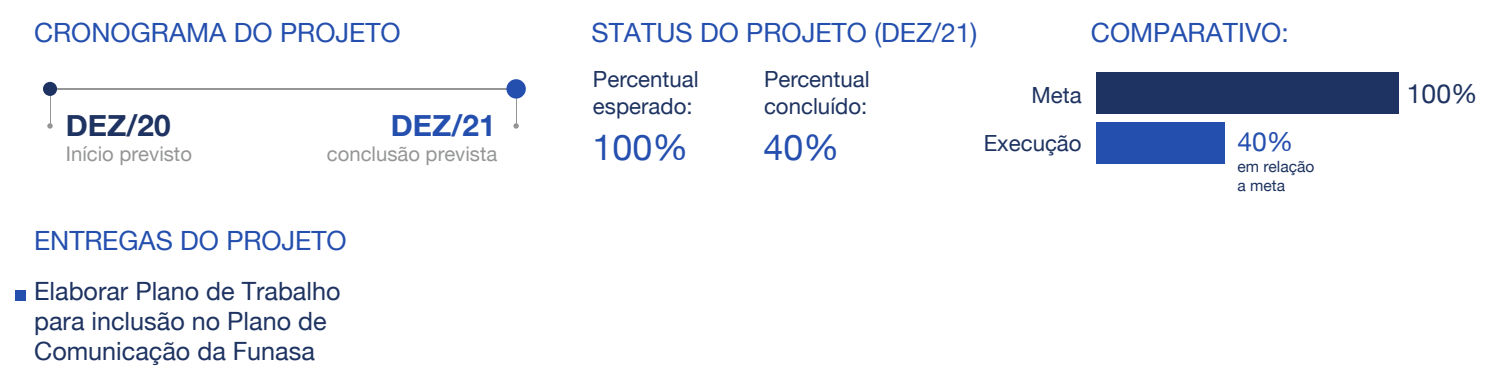 CRONOGRAMA DO PROJETO
DEZ/20
Início previsto
DEZ/21
conclusão prevista
STATUS DO PROJETO (DEZ/21)
Percentual
esperado:
100%
Percentual
concluído:
40%
COMPARATIVO:
Meta
100%
Execução
40%
em relação
a meta
ENTREGAS DO PROJETO
Elaborar Plano de Trabalho
para inclusão no Plano de
Comunicação da Funasa